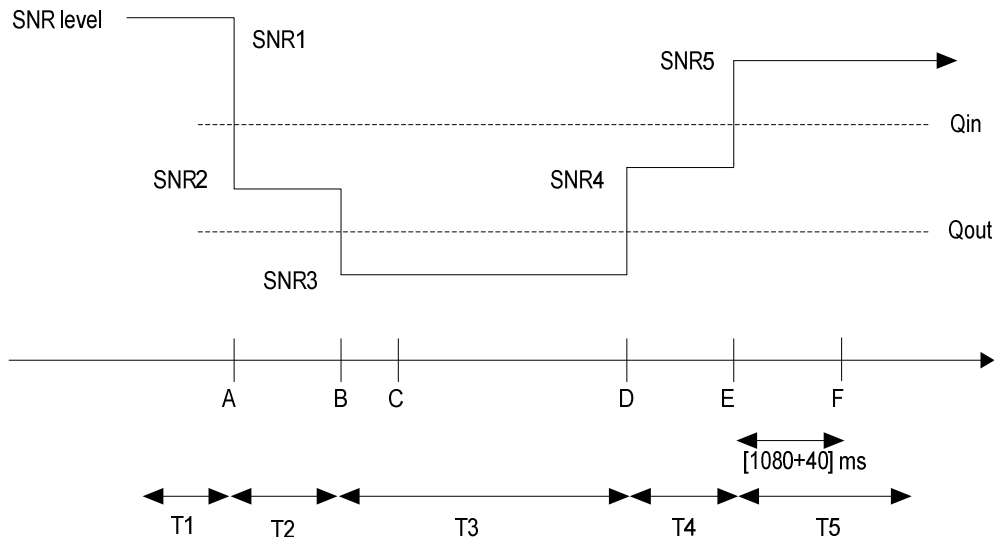 SNR level
SNR1
SNR5
Qin
SNR2
SNR4
Qout
SNR3
A B C D E F
[1080+40] ms
T1 T2 T3 T4 T5